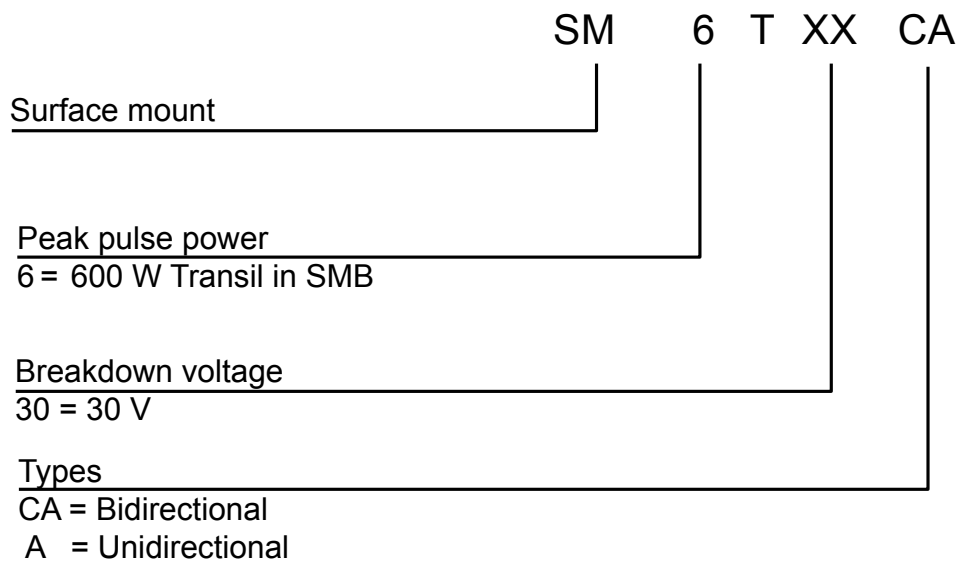 SM 6 T XX CA
Surface mount
Peak pulse power
6 = 600 W Transil in SMB
Breakdown voltage
30 = 30 V
Types
CA = Bidirectional
A = Unidirectional